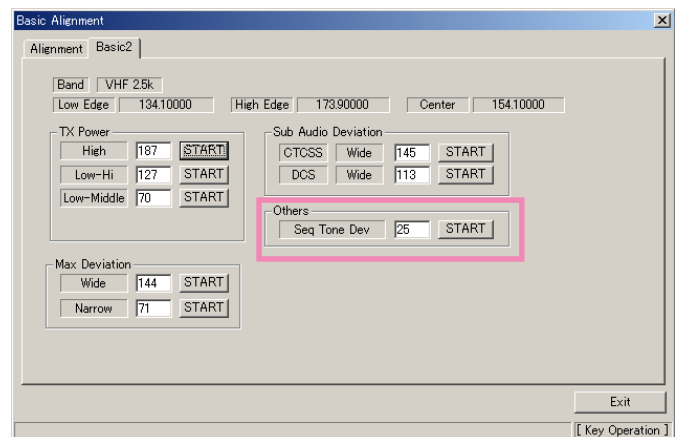 Basic Alignment
Alignment Basic2
Band VHF 2.5k
Low Edge 134.10000 High Edge 173.90000 Center 154.10000
TX Power
High 187 START
Low-Hi 127 START
Low-Middle 70 START
Sub Audio Deviation
CTCSS Wide 145 START
DCS Wide 113 START
Others
Seq Tone Dev 25 START
Max Deviation
Wide 144 START
Narrow 71 START
Exit
[ Key Operation ]